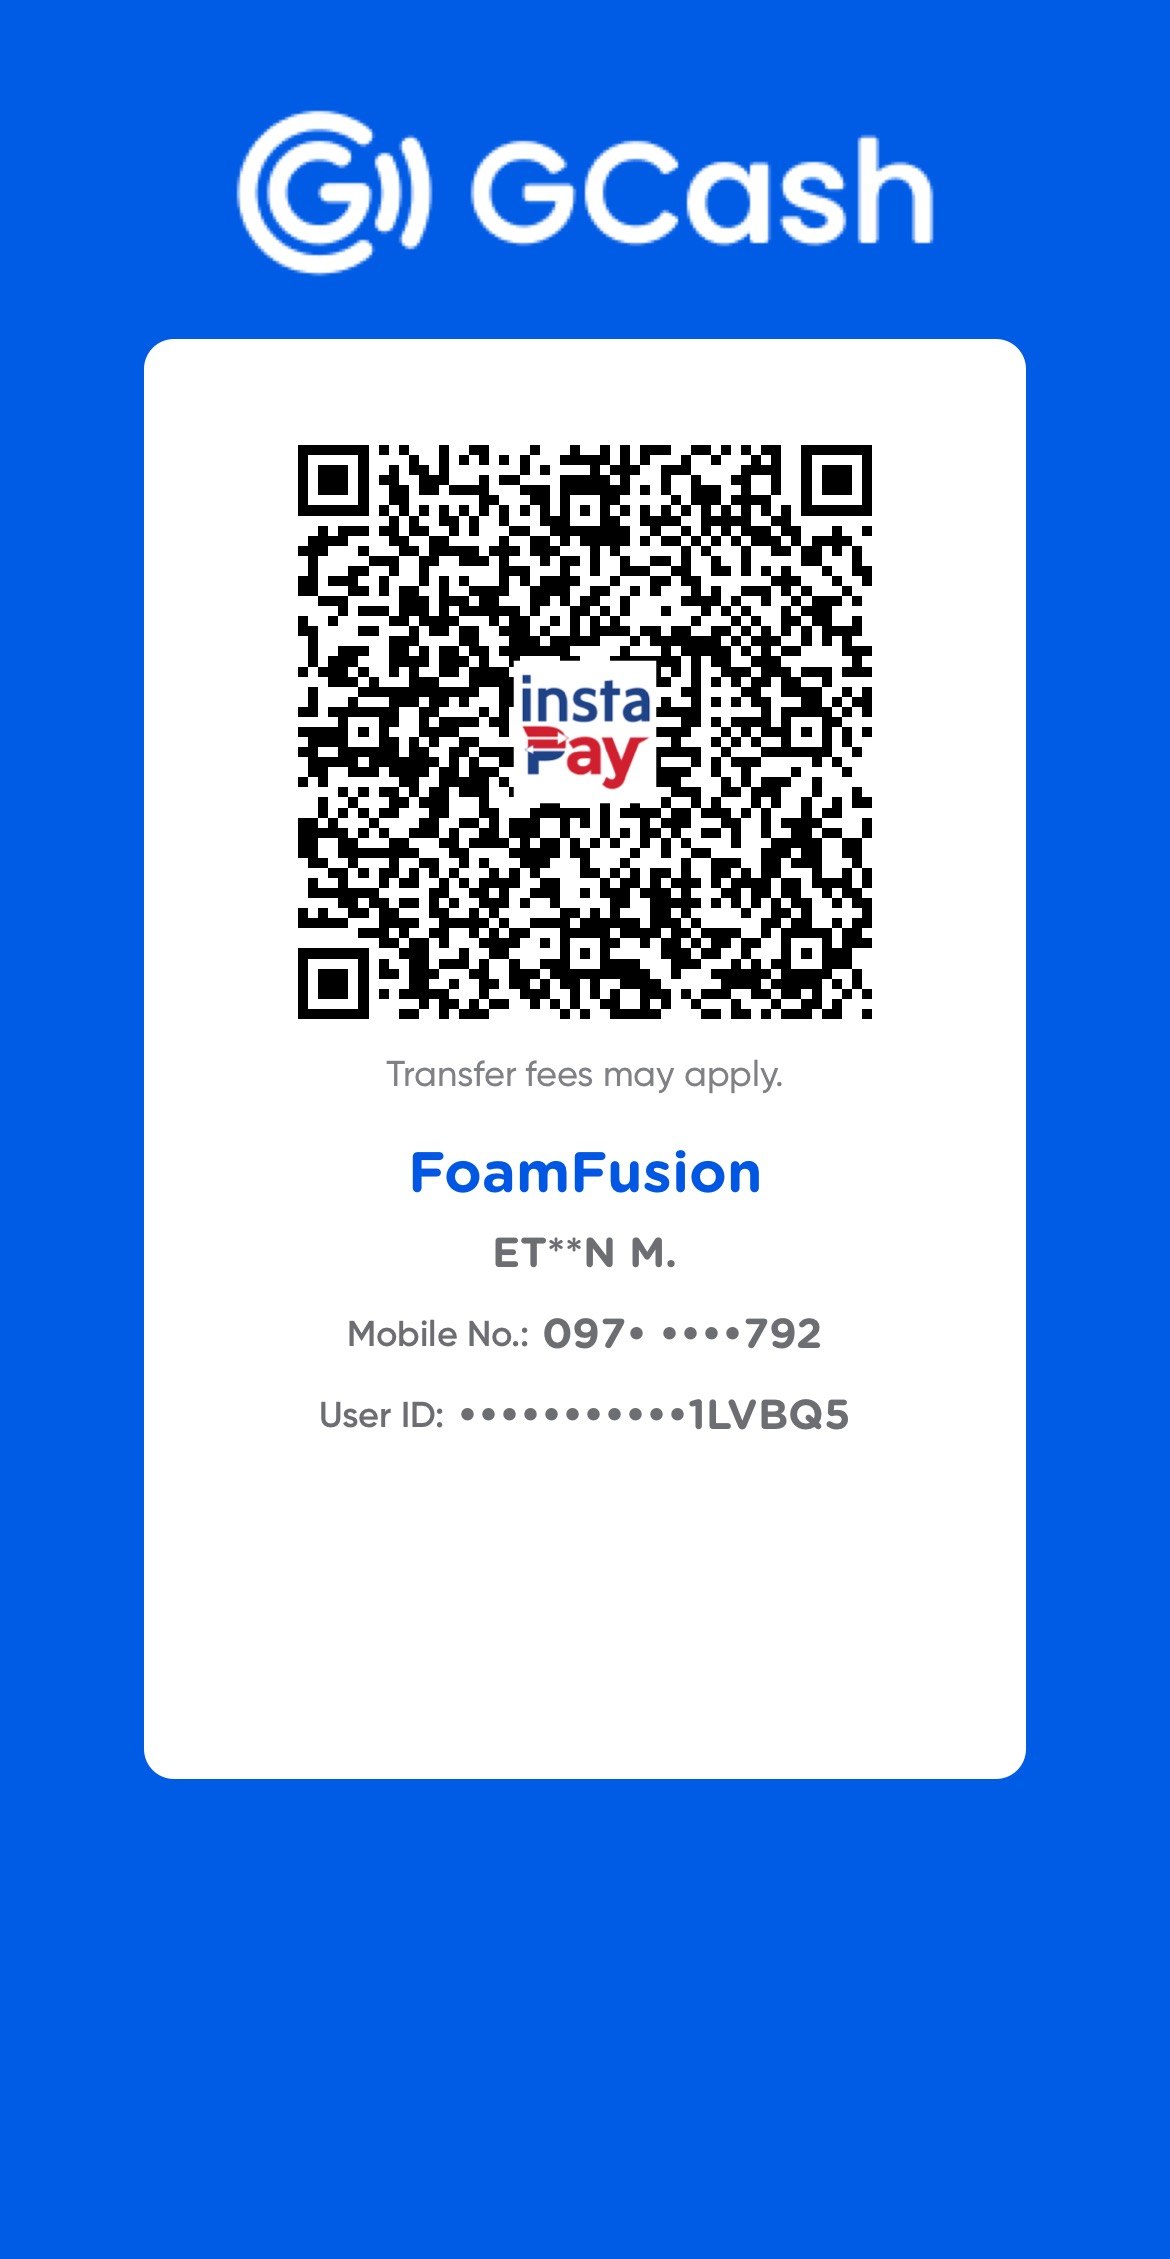 GCash
insta
Pay
Transfer fees may apply.
FoamFusion
ET**N M.
Mobile No.: 097• ••••792
User ID: •••••••••••1LVBQ5